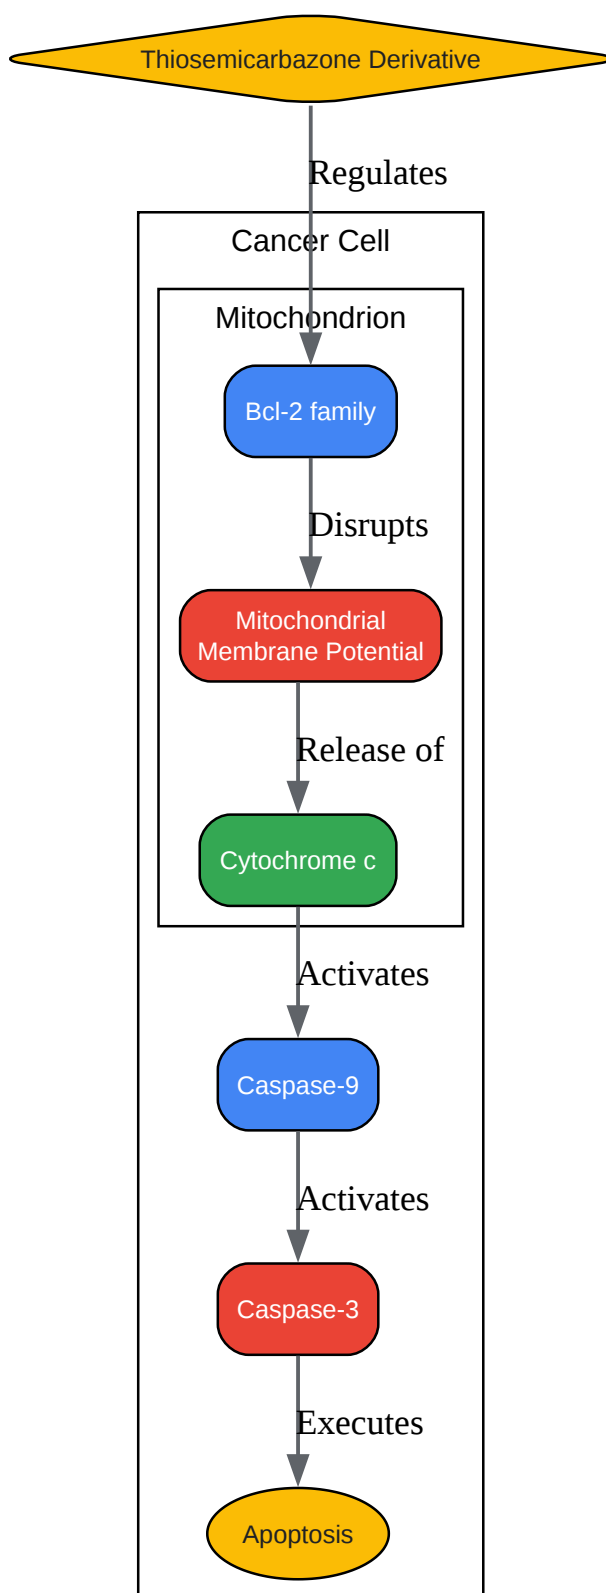 Thiosemicarbazone Derivative
Regulates
Cancer Cell
Mitochondrion
Bcl-2 family
Disrupts
Mitochondrial
Membrane Potential
Release of
Cytochrome c
Activates
Caspase-9
Activates
Caspase-3
Executes
Apoptosis